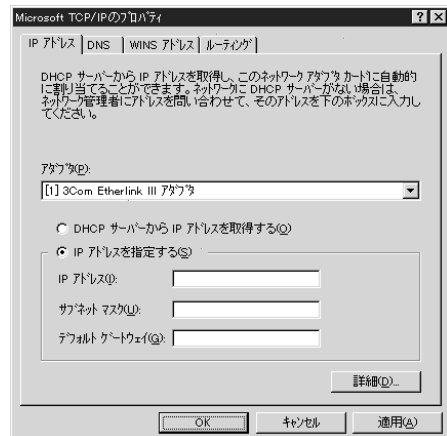 Microsoft TCP/IPのプロパティ
IP アドレス DNS WINS アドレス ルーティング
DHCP サーバーから IP アドレスを取得し、このネットワーク アダプタ カードに自動的
に割り当てることができます。ネットワークに DHCP サーバーがない場合は、
ネットワーク管理者にアドレスを問い合わせて、そのアドレスを下のボックスに入力し
てください。
アダプタ(P):
[1] 3Com Etherlink III アダプタ
DHCP サーバーから IP アドレスを取得する(O)
IP アドレスを指定する(S)
IP アドレス(I):
サブネット マスク(U):
デフォルト ゲートウェイ(G):
詳細(D)...
OK キャンセル 適用(A)